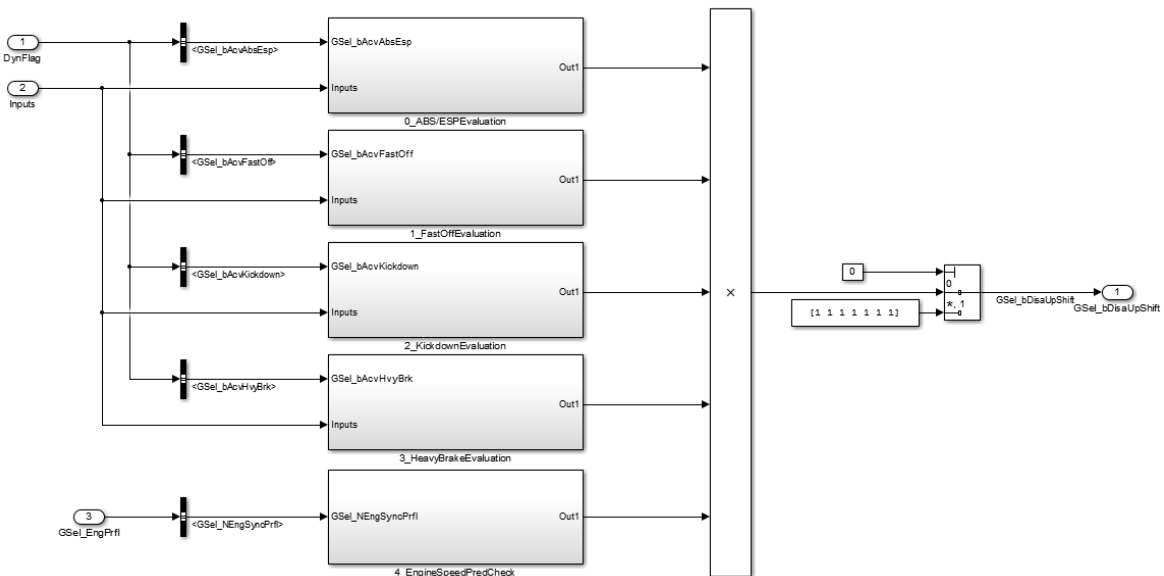 1
DynFlag
2
Inputs
<GSel_bAcvAbsEsp>
GSel_bAcvAbsEsp
Inputs
Out1
0_ABS/ESPEvaluation
<GSel_bAcvFastOff>
GSel_bAcvFastOff
Inputs
Out1
1_FastOffEvaluation
<GSel_bAcvKickdown>
GSel_bAcvKickdown
Inputs
Out1
2_KickdownEvaluation
<GSel_bAcvHvyBrk>
GSel_bAcvHvyBrk
Inputs
Out1
3_HeavyBrakeEvaluation
3
GSel_EngPrfl
<GSel_NEngSyncPrfl>
GSel_NEngSyncPrfl
Out1
4_EngineSpeedPredCheck
×
0
[1 1 1 1 1 1 1]
0
*, 1
GSel_bDisaUpShift
1
GSel_bDisaUpShift